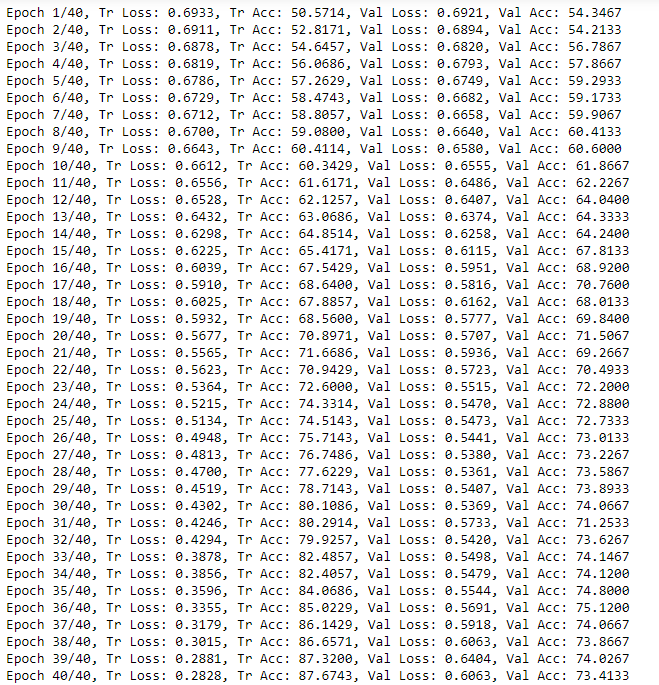 Epoch 1/40, Tr Loss: 0.6933, Tr Acc: 50.5714, Val Loss: 0.6921, Val Acc: 54.3467
Epoch 2/40, Tr Loss: 0.6911, Tr Acc: 52.8171, Val Loss: 0.6894, Val Acc: 54.2133
Epoch 3/40, Tr Loss: 0.6878, Tr Acc: 54.6457, Val Loss: 0.6820, Val Acc: 56.7867
Epoch 4/40, Tr Loss: 0.6819, Tr Acc: 56.0686, Val Loss: 0.6793, Val Acc: 57.8667
Epoch 5/40, Tr Loss: 0.6786, Tr Acc: 57.2629, Val Loss: 0.6749, Val Acc: 59.2933
Epoch 6/40, Tr Loss: 0.6729, Tr Acc: 58.4743, Val Loss: 0.6682, Val Acc: 59.1733
Epoch 7/40, Tr Loss: 0.6712, Tr Acc: 58.8057, Val Loss: 0.6658, Val Acc: 59.9067
Epoch 8/40, Tr Loss: 0.6700, Tr Acc: 59.0800, Val Loss: 0.6640, Val Acc: 60.4133
Epoch 9/40, Tr Loss: 0.6643, Tr Acc: 60.4114, Val Loss: 0.6580, Val Acc: 60.6000
Epoch 10/40, Tr Loss: 0.6612, Tr Acc: 60.3429, Val Loss: 0.6555, Val Acc: 61.8667
Epoch 11/40, Tr Loss: 0.6556, Tr Acc: 61.6171, Val Loss: 0.6486, Val Acc: 62.2267
Epoch 12/40, Tr Loss: 0.6528, Tr Acc: 62.1257, Val Loss: 0.6407, Val Acc: 64.0400
Epoch 13/40, Tr Loss: 0.6432, Tr Acc: 63.0686, Val Loss: 0.6374, Val Acc: 64.3333
Epoch 14/40, Tr Loss: 0.6298, Tr Acc: 64.8514, Val Loss: 0.6258, Val Acc: 64.2400
Epoch 15/40, Tr Loss: 0.6225, Tr Acc: 65.4171, Val Loss: 0.6115, Val Acc: 67.8133
Epoch 16/40, Tr Loss: 0.6039, Tr Acc: 67.5429, Val Loss: 0.5951, Val Acc: 68.9200
Epoch 17/40, Tr Loss: 0.5910, Tr Acc: 68.6400, Val Loss: 0.5816, Val Acc: 70.7600
Epoch 18/40, Tr Loss: 0.6025, Tr Acc: 67.8857, Val Loss: 0.6162, Val Acc: 68.0133
Epoch 19/40, Tr Loss: 0.5932, Tr Acc: 68.5600, Val Loss: 0.5777, Val Acc: 69.8400
Epoch 20/40, Tr Loss: 0.5677, Tr Acc: 70.8971, Val Loss: 0.5707, Val Acc: 71.5067
Epoch 21/40, Tr Loss: 0.5565, Tr Acc: 71.6686, Val Loss: 0.5936, Val Acc: 69.2667
Epoch 22/40, Tr Loss: 0.5623, Tr Acc: 70.9429, Val Loss: 0.5723, Val Acc: 70.4933
Epoch 23/40, Tr Loss: 0.5364, Tr Acc: 72.6000, Val Loss: 0.5515, Val Acc: 72.2000
Epoch 24/40, Tr Loss: 0.5215, Tr Acc: 74.3314, Val Loss: 0.5470, Val Acc: 72.8800
Epoch 25/40, Tr Loss: 0.5134, Tr Acc: 74.5143, Val Loss: 0.5473, Val Acc: 72.7333
Epoch 26/40, Tr Loss: 0.4948, Tr Acc: 75.7143, Val Loss: 0.5441, Val Acc: 73.0133
Epoch 27/40, Tr Loss: 0.4813, Tr Acc: 76.7486, Val Loss: 0.5380, Val Acc: 73.2267
Epoch 28/40, Tr Loss: 0.4700, Tr Acc: 77.6229, Val Loss: 0.5361, Val Acc: 73.5867
Epoch 29/40, Tr Loss: 0.4519, Tr Acc: 78.7143, Val Loss: 0.5407, Val Acc: 73.8933
Epoch 30/40, Tr Loss: 0.4302, Tr Acc: 80.1086, Val Loss: 0.5369, Val Acc: 74.0667
Epoch 31/40, Tr Loss: 0.4246, Tr Acc: 80.2914, Val Loss: 0.5733, Val Acc: 71.2533
Epoch 32/40, Tr Loss: 0.4294, Tr Acc: 79.9257, Val Loss: 0.5420, Val Acc: 73.6267
Epoch 33/40, Tr Loss: 0.3878, Tr Acc: 82.4857, Val Loss: 0.5498, Val Acc: 74.1467
Epoch 34/40, Tr Loss: 0.3856, Tr Acc: 82.4057, Val Loss: 0.5479, Val Acc: 74.1200
Epoch 35/40, Tr Loss: 0.3596, Tr Acc: 84.0686, Val Loss: 0.5544, Val Acc: 74.8000
Epoch 36/40, Tr Loss: 0.3355, Tr Acc: 85.0229, Val Loss: 0.5691, Val Acc: 75.1200
Epoch 37/40, Tr Loss: 0.3179, Tr Acc: 86.1429, Val Loss: 0.5918, Val Acc: 74.0667
Epoch 38/40, Tr Loss: 0.3015, Tr Acc: 86.6571, Val Loss: 0.6063, Val Acc: 73.8667
Epoch 39/40, Tr Loss: 0.2881, Tr Acc: 87.3200, Val Loss: 0.6404, Val Acc: 74.0267
Epoch 40/40, Tr Loss: 0.2828, Tr Acc: 87.6743, Val Loss: 0.6063, Val Acc: 73.4133